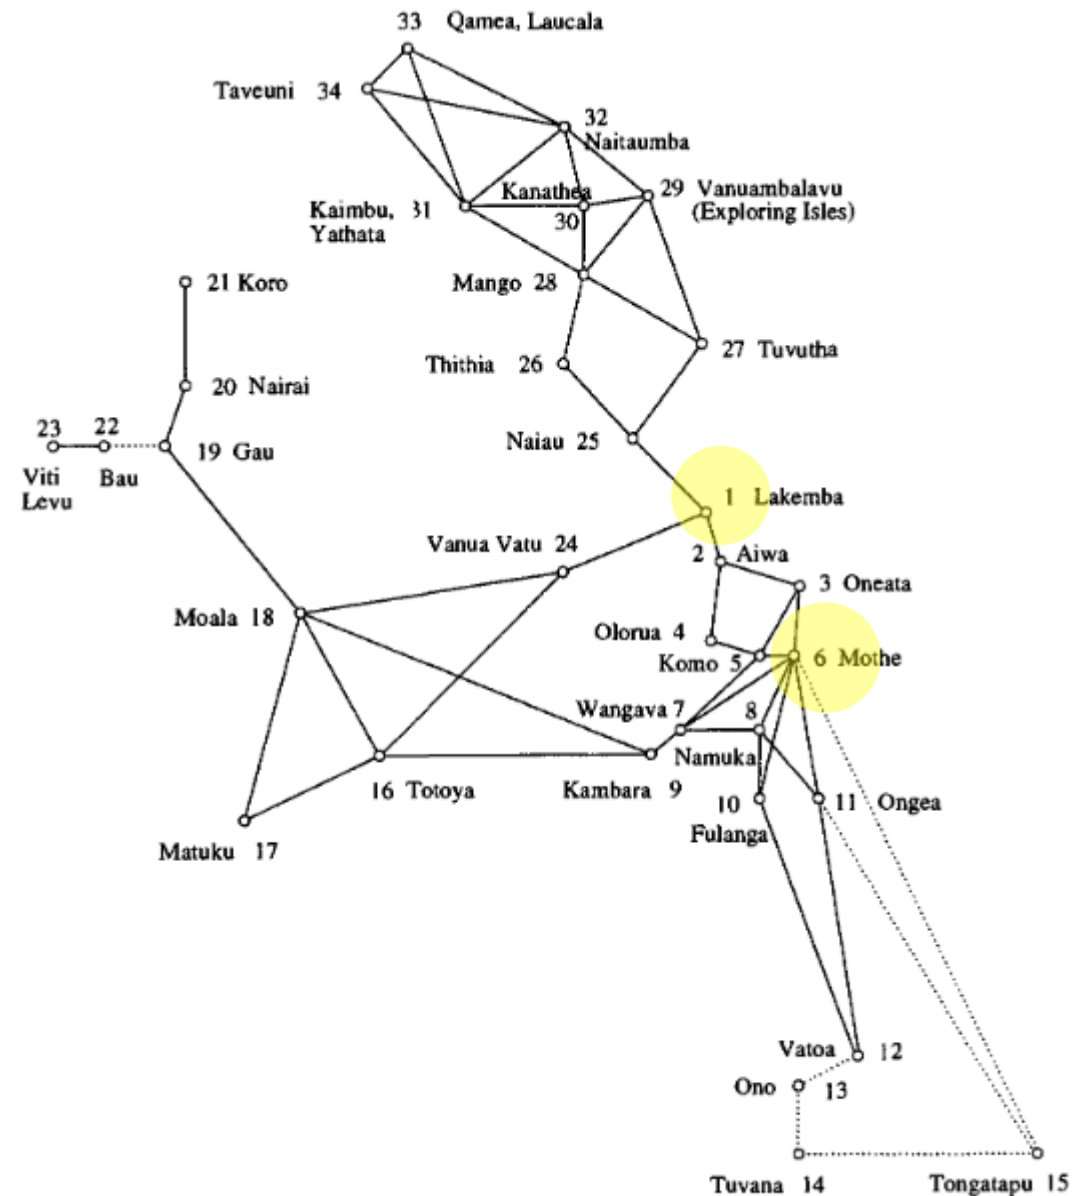 33 Qamea, Laucala
Taveuni 34
32
Naitaumba
Kanathea
29 Vanuambalavu
(Exploring Isles)
Kaimbu, 31
Yathata
30
21 Koro
Mango 28
27 Tuvutha
Thithia 26
20 Nairai
23 22
19 Gau
Naiau 25
Viti
Levu
Bau
1 Lakemba
Vanua Vatu 24
2 Aiwa
3 Oneata
Moala 18
Olorua 4
Komo 5
6 Mothe
Wangava 7
8
Namuka
16 Totoya
Kambara 9
10
Fulanga
11 Ongea
Matuku 17
Vatoa 12
Ono 13
Tuvana 14
Tongatapu 15